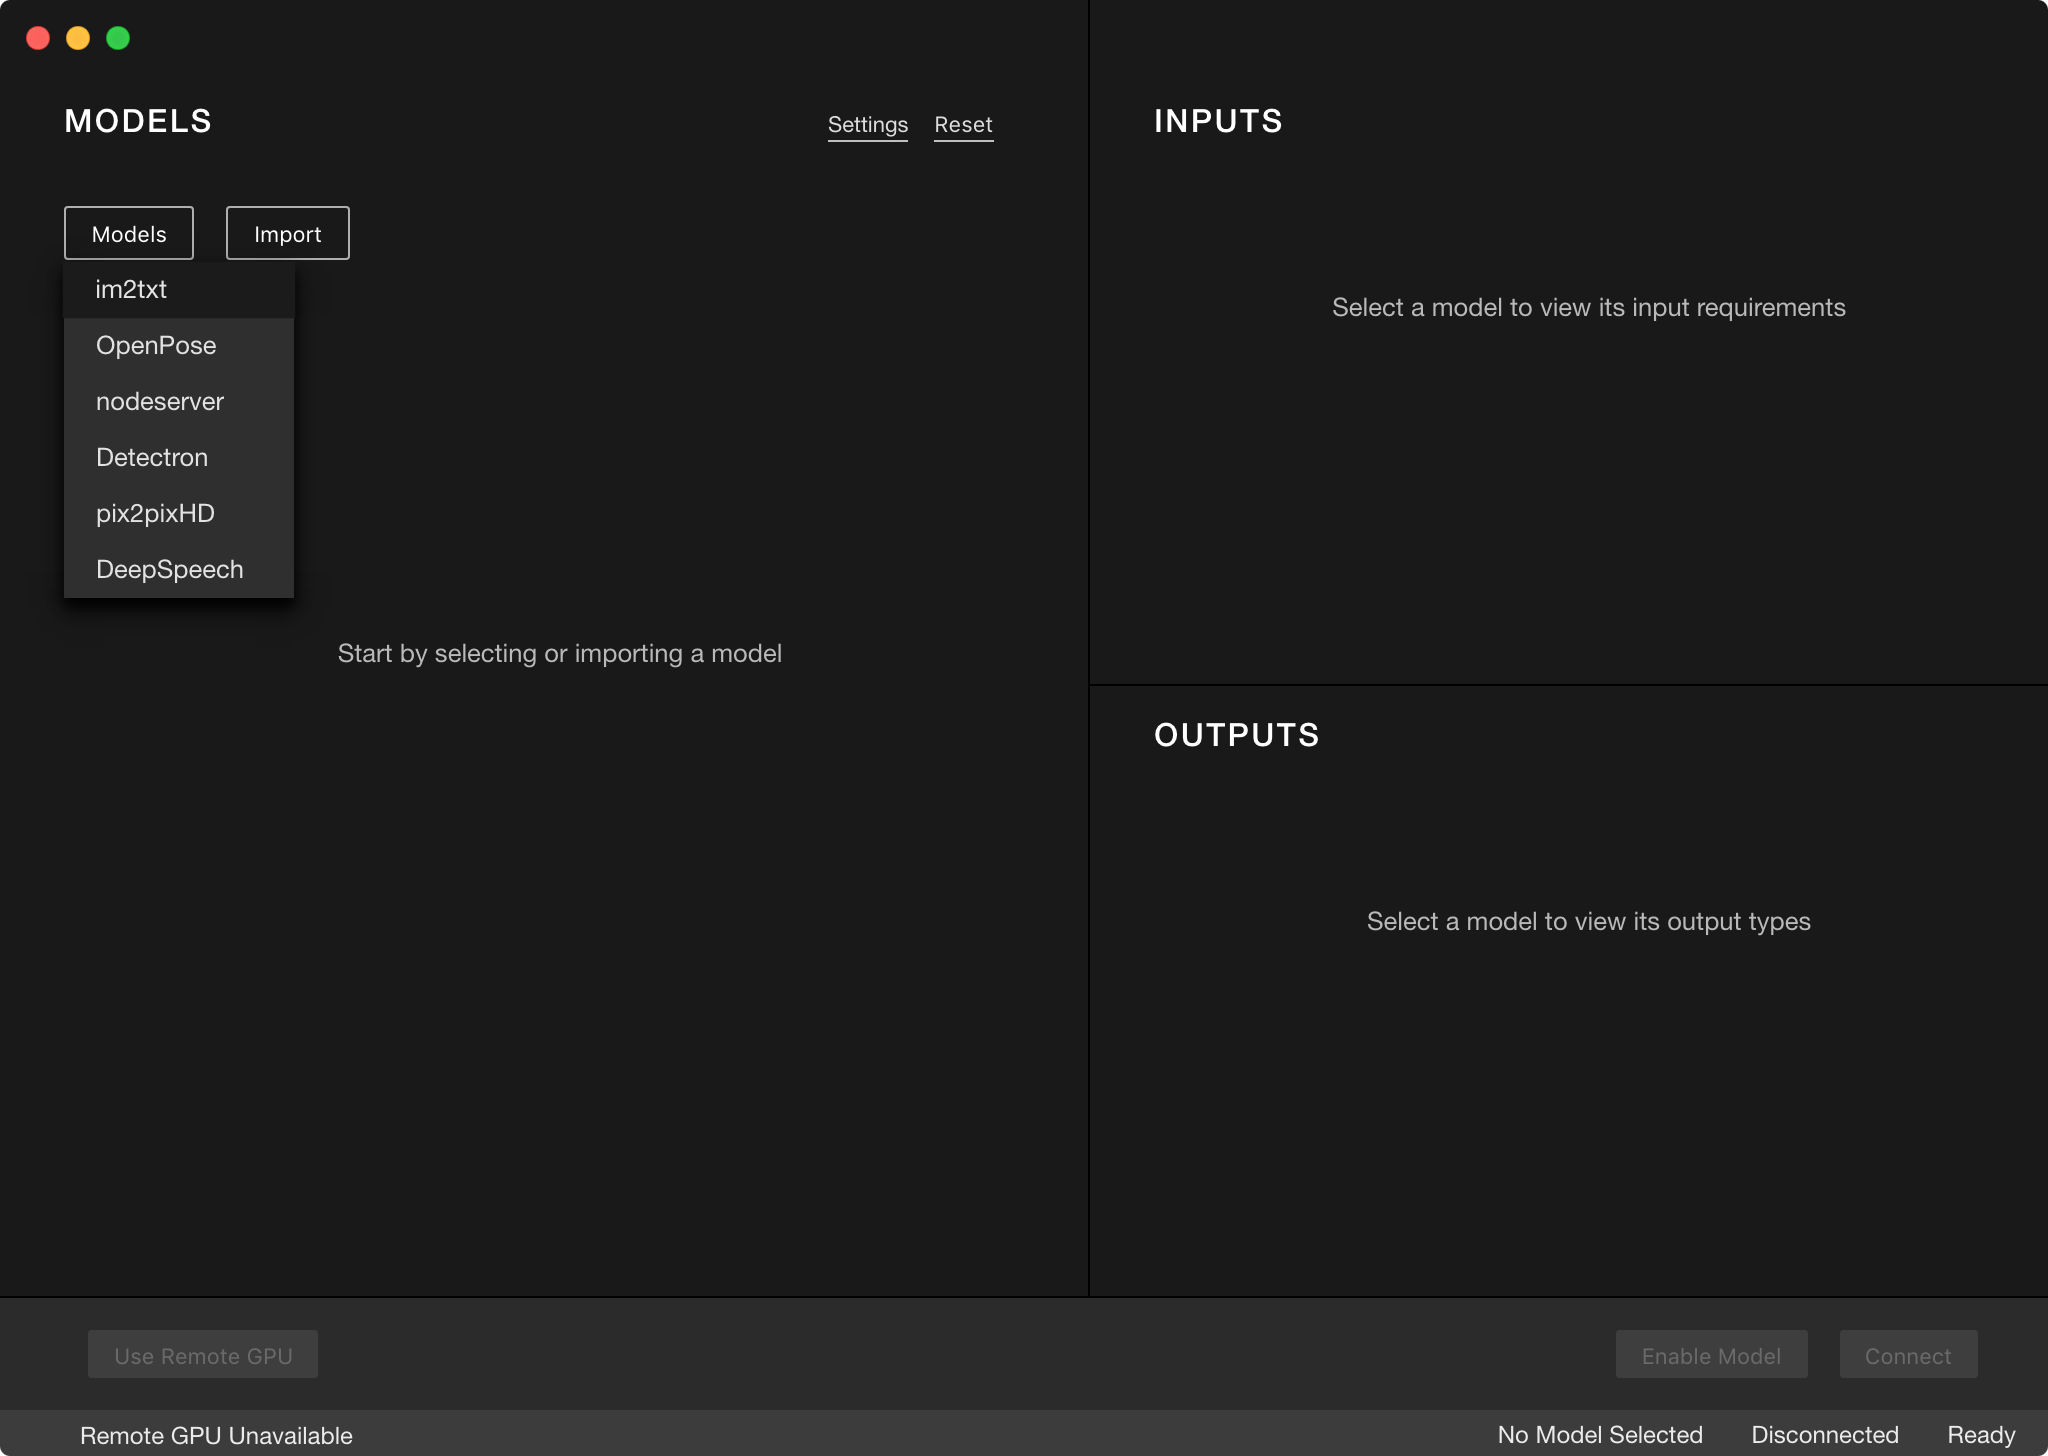 MODELS
Settings Reset
Models Import
im2txt
OpenPose
nodeserver
Detectron
pix2pixHD
DeepSpeech
Start by selecting or importing a model
INPUTS
Select a model to view its input requirements
OUTPUTS
Select a model to view its output types
Use Remote GPU
Enable Model
Connect
Remote GPU Unavailable
No Model Selected
Disconnected
Ready